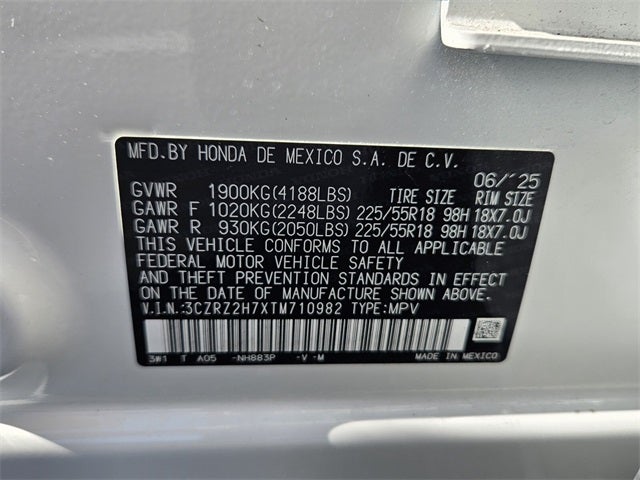 MFD.BY HONDA DE MEXICO S.A. DE C.V.
06/'25
GVWR 1900KG(4188LBS) TIRE SIZE RIM SIZE
GAWR F 1020KG(2248LBS) 225/55R18 98H 18X7.0J
GAWR R 930KG(2050LBS) 225/55R18 98H 18X7.0J
THIS VEHICLE CONFORMS TO ALL APPLICABLE
FEDERAL MOTOR VEHICLE SAFETY
AND THEFT PREVENTION STANDARDS IN EFFECT
ON THE DATE OF MANUFACTURE SHOWN ABOVE.
V.I.N.:3CZRZ2H7XTM710982 TYPE:MPV
3W1 T A05 -NH883P -V -M MADE IN MEXICO